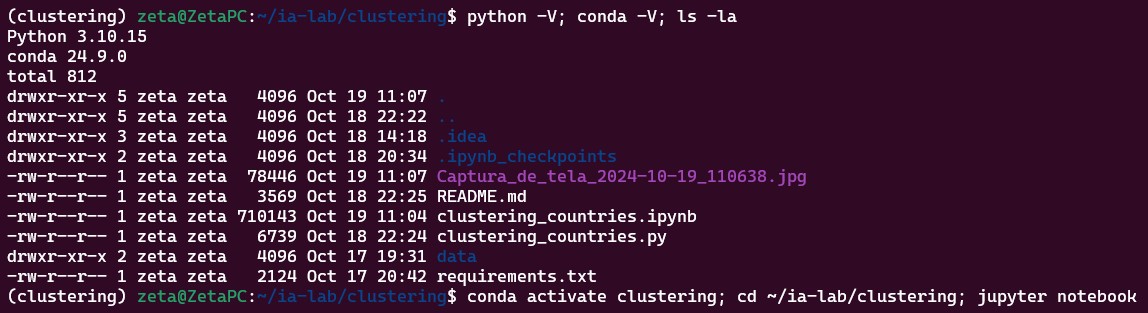 (clustering) zeta@ZetaPC:~/ia-lab/clustering$ python -V; conda -V; ls -la
Python 3.10.15
conda 24.9.0
total 812
drwxr-xr-x 5 zeta zeta   4096 Oct 19 11:07 .
drwxr-xr-x 5 zeta zeta   4096 Oct 18 22:22 ..
drwxr-xr-x 3 zeta zeta   4096 Oct 18 14:18 .idea
drwxr-xr-x 2 zeta zeta   4096 Oct 18 20:34 .ipynb_checkpoints
-rw-r--r-- 1 zeta zeta  78446 Oct 19 11:07 Captura_de_tela_2024-10-19_110638.jpg
-rw-r--r-- 1 zeta zeta   3569 Oct 18 22:25 README.md
-rw-r--r-- 1 zeta zeta 710143 Oct 19 11:04 clustering_countries.ipynb
-rw-r--r-- 1 zeta zeta   6739 Oct 18 22:24 clustering_countries.py
drwxr-xr-x 2 zeta zeta   4096 Oct 17 19:31 data
-rw-r--r-- 1 zeta zeta   2124 Oct 17 20:42 requirements.txt
(clustering) zeta@ZetaPC:~/ia-lab/clustering$ conda activate clustering; cd ~/ia-lab/clustering; jupyter notebook